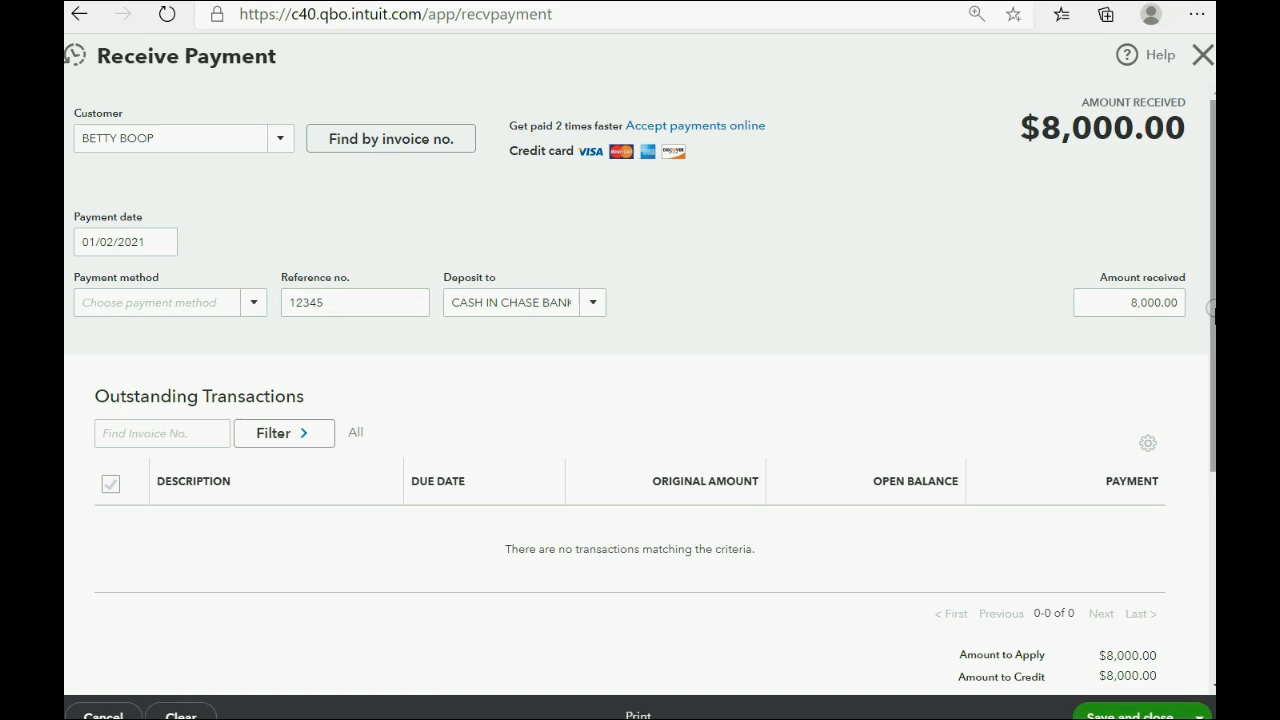 https://c40.qbo.intuit.com/app/recvpayment
Receive Payment
Help
Customer
BETTY BOOP
Find by invoice no.
Get paid 2 times faster Accept payments online
Credit card VISA MasterCard DISCOVER
AMOUNT RECEIVED
$8,000.00
Payment date
01/02/2021
Payment method
Reference no.
Deposit to
Amount received
Choose payment method
12345
CASH IN CHASE BANK
8,000.00
Outstanding Transactions
Find Invoice No.
Filter >
All
DESCRIPTION
DUE DATE
ORIGINAL AMOUNT
OPEN BALANCE
PAYMENT
There are no transactions matching the criteria.
< First Previous 0-0 of 0 Next Last >
Amount to Apply $8,000.00
Amount to Credit $8,000.00
Cancel
Clear
Print
Save and close